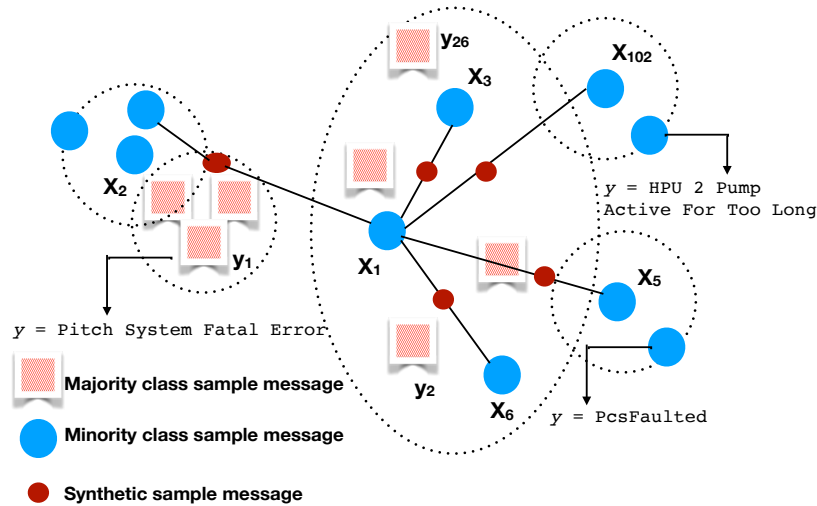 y26
X3
X102
X2
y = HPU 2 Pump
Active For Too Long
X1
y1
X5
y = Pitch System Fatal Error
y2
X6
y = PcsFaulted
Majority class sample message
Minority class sample message
Synthetic sample message